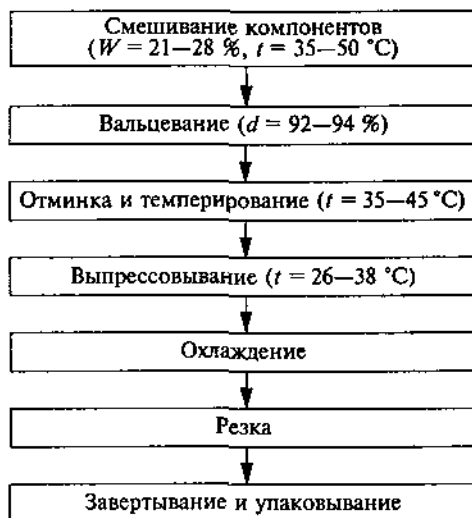 Смешивание компонентов
(W = 21—28 %, t = 35—50 °C)
Вальцевание (d = 92—94 %)
Отминка и темперирование (t = 35—45 °C)
Выпрессовывание (t = 26—38 °C)
Охлаждение
Резка
Завертывание и упаковывание